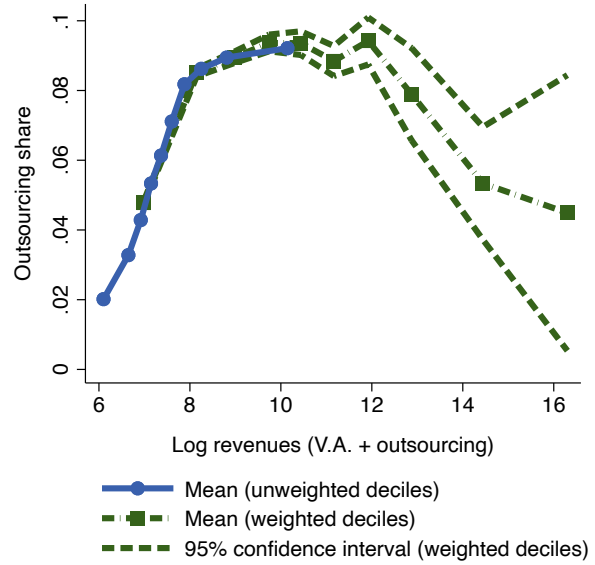 .1
.08
.06
.04
.02
0
Outsourcing share
6 8 10 12 14 16
Log revenues (V.A. + outsourcing)
Mean (unweighted deciles)
Mean (weighted deciles)
95% confidence interval (weighted deciles)